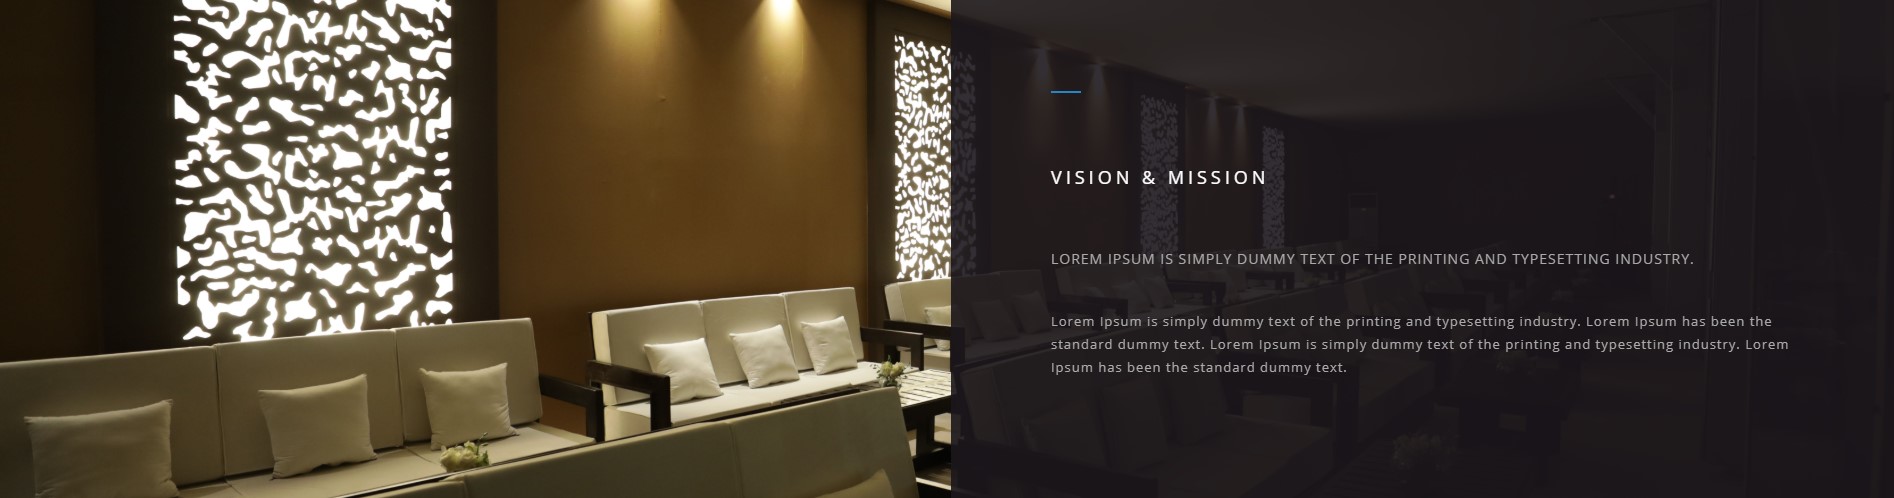 VISION & MISSION
LOREM IPSUM IS SIMPLY DUMMY TEXT OF THE PRINTING AND TYPESETTING INDUSTRY.
Lorem Ipsum is simply dummy text of the printing and typesetting industry. Lorem Ipsum has been the
standard dummy text. Lorem Ipsum is simply dummy text of the printing and typesetting industry. Lorem
Ipsum has been the standard dummy text.